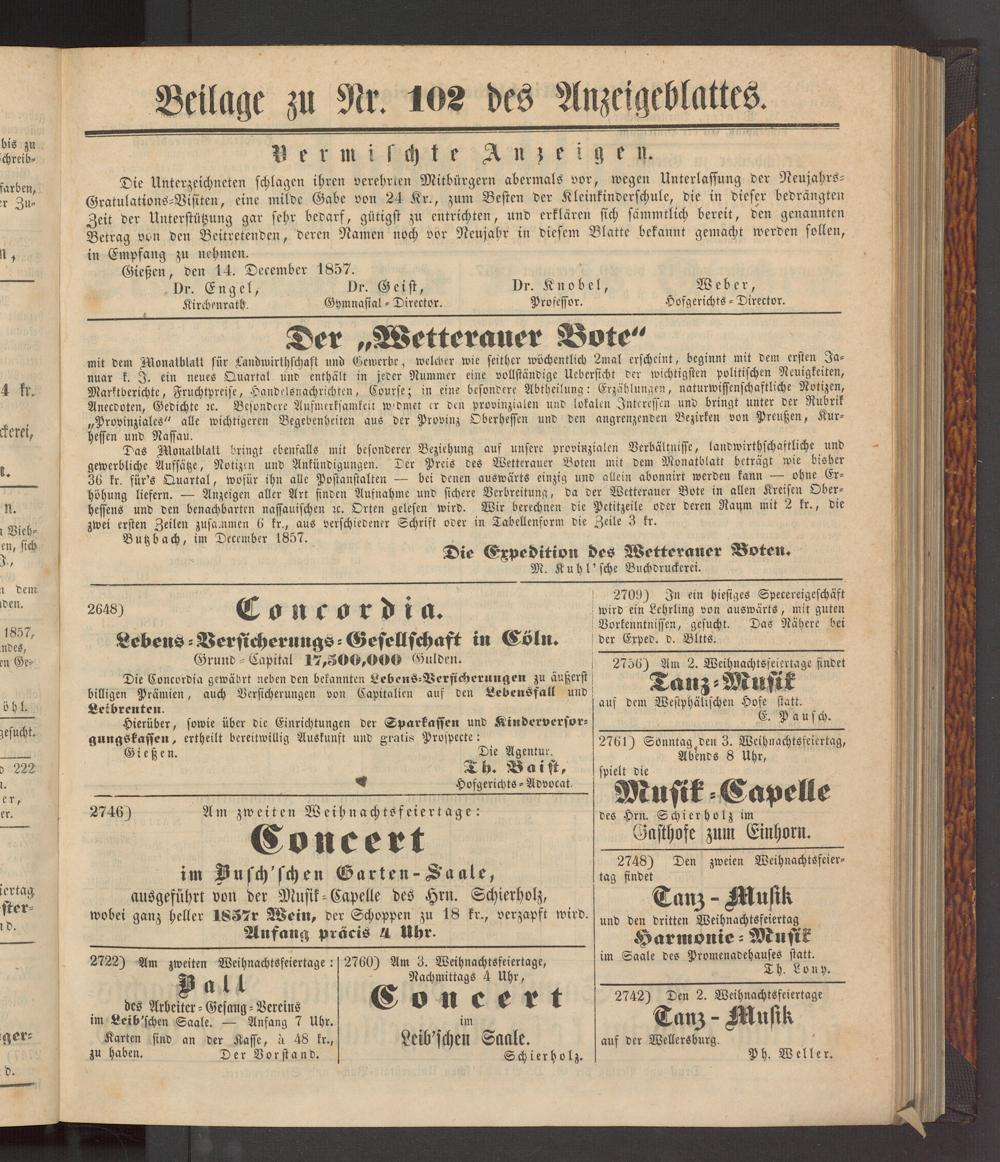 Beilage zu Nr. 102 des Anzeigeblattes.
Vermischte Anzeigen.
Die Unterzeichneten schlagen ihren verehrten Mitbürgern abermals vor, wegen Unterlassung der Neujahrs=
Gratulations=Visiten, eine milde Gabe von 24 Kr., zum Besten der Kleinkinderschule, die in dieser bedrängten
Zeit der Unterstützung gar sehr bedarf, gütigst zu entrichten, und erklären sich sämmtlich bereit, den genannten
Betrag von den Beitretenden, deren Namen noch vor Neujahr in diesem Blatte bekannt gemacht werden sollen,
in Empfang zu nehmen.
Gießen, den 14. December 1857.
Dr. Engel, Dr. Geist, Dr. Knobel, Weber,
Kirchenrath. Gymnasial=Director. Professor. Hofgerichts=Director.
Der „Wetterauer Bote“
mit dem Monatblatt für Landwirthschaft und Gewerbe, welcher wie seither wöchentlich 2mal erscheint, beginnt mit dem ersten Ja=
nuar k. J. ein neues Quartal und enthält in jeder Nummer eine vollständige Uebersicht der wichtigsten politischen Neuigkeiten,
Marktberichte, Fruchtpreise, Handelsnachrichten, Course; in eine besondere Abtheilung: Erzählungen, naturwissenschaftliche Notizen,
Anecdoten, Gedichte ꝛc. Besondere Aufmerksamkeit widmet er den provinzialen und lokalen Interessen und bringt unter der Rubrik
„Provinziales“ alle wichtigeren Begebenheiten aus der Provinz Oberhessen und den angrenzenden Bezirken von Preußen, Kur=
hessen und Nassau.
Das Monatblatt bringt ebenfalls mit besonderer Beziehung auf unsere provinzialen Verhältnisse, landwirthschaftliche und
gewerbliche Aufsätze, Notizen und Ankündigungen. Der Preis des Wetterauer Boten mit dem Monatblatt beträgt wie bisher
36 kr. für's Quartal, wofür ihn alle Postanstalten — bei denen auswärts einzig und allein abonnirt werden kann — ohne Er=
höhung liefern. — Anzeigen aller Art finden Aufnahme und sichere Verbreitung, da der Wetterauer Bote in allen Kreisen Ober=
hessens und den benachbarten nassauischen ꝛc. Orten gelesen wird. Wir berechnen die Petitzeile oder deren Raum mit 2 kr., die
zwei ersten Zeilen zusammen 6 kr., aus verschiedener Schrift oder in Tabellenform die Zeile 3 kr.
Butzbach, im December 1857.
Die Expedition des Wetterauer Boten.
M. Kuhl'sche Buchdruckerei.
2648) Concordia.
Lebens=Versicherungs=Gesellschaft in Cöln.
Grund=Capital 17,500,000 Gulden.
Die Concordia gewährt neben den bekannten Lebens=Versicherungen zu äußerst
billigen Prämien, auch Versicherungen von Capitalien auf den Lebensfall und
Leibrenten.
Hierüber, sowie über die Einrichtungen der Sparkassen und Kinderversor=
gungskassen, ertheilt bereitwillig Auskunft und gratis Prospecte:
Gießen. Die Agentur.
Th. Baist,
Hofgerichts=Advocat.
2746) Am zweiten Weihnachtsfeiertage:
Concert
im Busch'schen Garten=Saale,
ausgeführt von der Musik=Capelle des Hrn. Schierholz,
wobei ganz heller 1857r Wein, der Schoppen zu 18 kr., verzapft wird.
Anfang präcis 4 Uhr.
2722) Am zweiten Weihnachtsfeiertage:
Ball
des Arbeiter=Gesang=Vereins
im Leib'schen Saale. — Anfang 7 Uhr.
Karten sind an der Kasse, à 48 kr.,
zu haben. Der Vorstand.
2760) Am 3. Weihnachtsfeiertage,
Nachmittags 4 Uhr,
Concert
im
Leib'schen Saale.
Schierholz.
2709) In ein hiesiges Specereigeschäft
wird ein Lehrling von auswärts, mit guten
Vorkenntnissen, gesucht. Das Nähere bei
der Exped. d. Bltts.
2756) Am 2. Weihnachtsfeiertage findet
Tanz=Musik
auf dem Westphälischen Hofe statt.
E. Pausch.
2761) Sonntag den 3. Weihnachtsfeiertag,
Abends 8 Uhr,
spielt die
Musik=Capelle
des Hrn. Schierholz im
Gasthofe zum Einhorn.
2748) Den zweien Weihnachtsfeier=
tag findet
Tanz=Musik
und den dritten Weihnachtsfeiertag
Harmonie=Musik
im Saale des Promenadehauses statt.
Th. Lony.
2742) Den 2. Weihnachtsfeiertage
Tanz=Musik
auf der Wellersburg.
Ph. Weller.